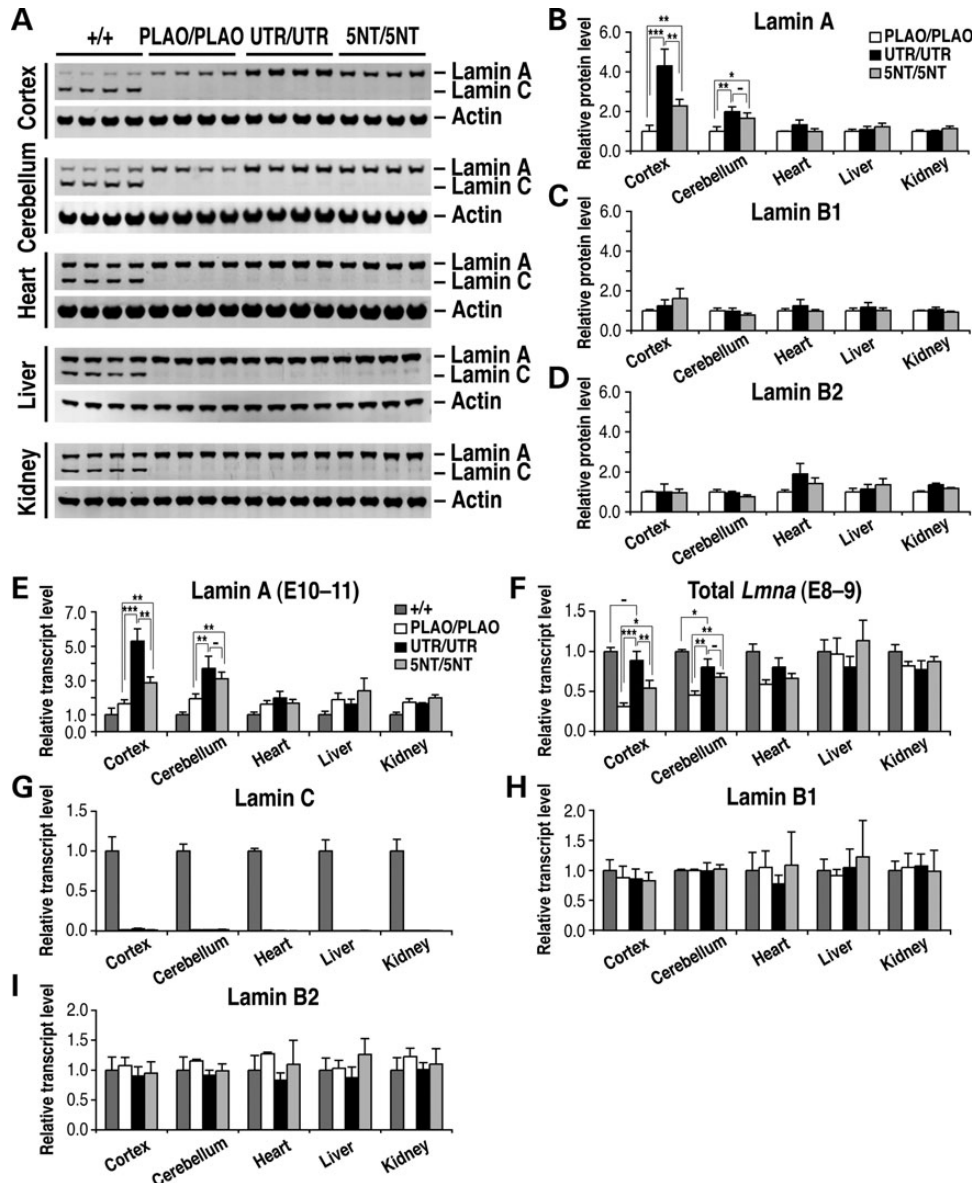 A
+/+ PLAO/PLAO UTR/UTR 5NT/5NT
Cortex
– Lamin A
– Lamin C
– Actin
Cerebellum
– Lamin A
– Lamin C
– Actin
Heart
– Lamin A
– Lamin C
– Actin
Liver
– Lamin A
– Lamin C
– Actin
Kidney
– Lamin A
– Lamin C
– Actin
B Lamin A
Relative protein level
6.0
4.0
2.0
0.0
** *** **
* ** –
PLAO/PLAO
UTR/UTR
5NT/5NT
Cortex Cerebellum Heart Liver Kidney
C Lamin B1
Relative protein level
6.0
4.0
2.0
0.0
Cortex Cerebellum Heart Liver Kidney
D Lamin B2
Relative protein level
6.0
4.0
2.0
0.0
Cortex Cerebellum Heart Liver Kidney
E Lamin A (E10–11)
Relative transcript level
7.0
5.0
3.0
1.0
0.0
** *** **
** ** –
+/+
PLAO/PLAO
UTR/UTR
5NT/5NT
Cortex Cerebellum Heart Liver Kidney
F Total Lmna (E8–9)
Relative transcript level
1.5
1.0
0.5
0.0
– * *** **
* ** ** –
Cortex Cerebellum Heart Liver Kidney
G Lamin C
Relative transcript level
1.5
1.0
0.0
Cortex Cerebellum Heart Liver Kidney
H Lamin B1
Relative transcript level
2.0
1.5
1.0
0.5
0.0
Cortex Cerebellum Heart Liver Kidney
I Lamin B2
Relative transcript level
2.0
1.5
1.0
0.5
0.0
Cortex Cerebellum Heart Liver Kidney